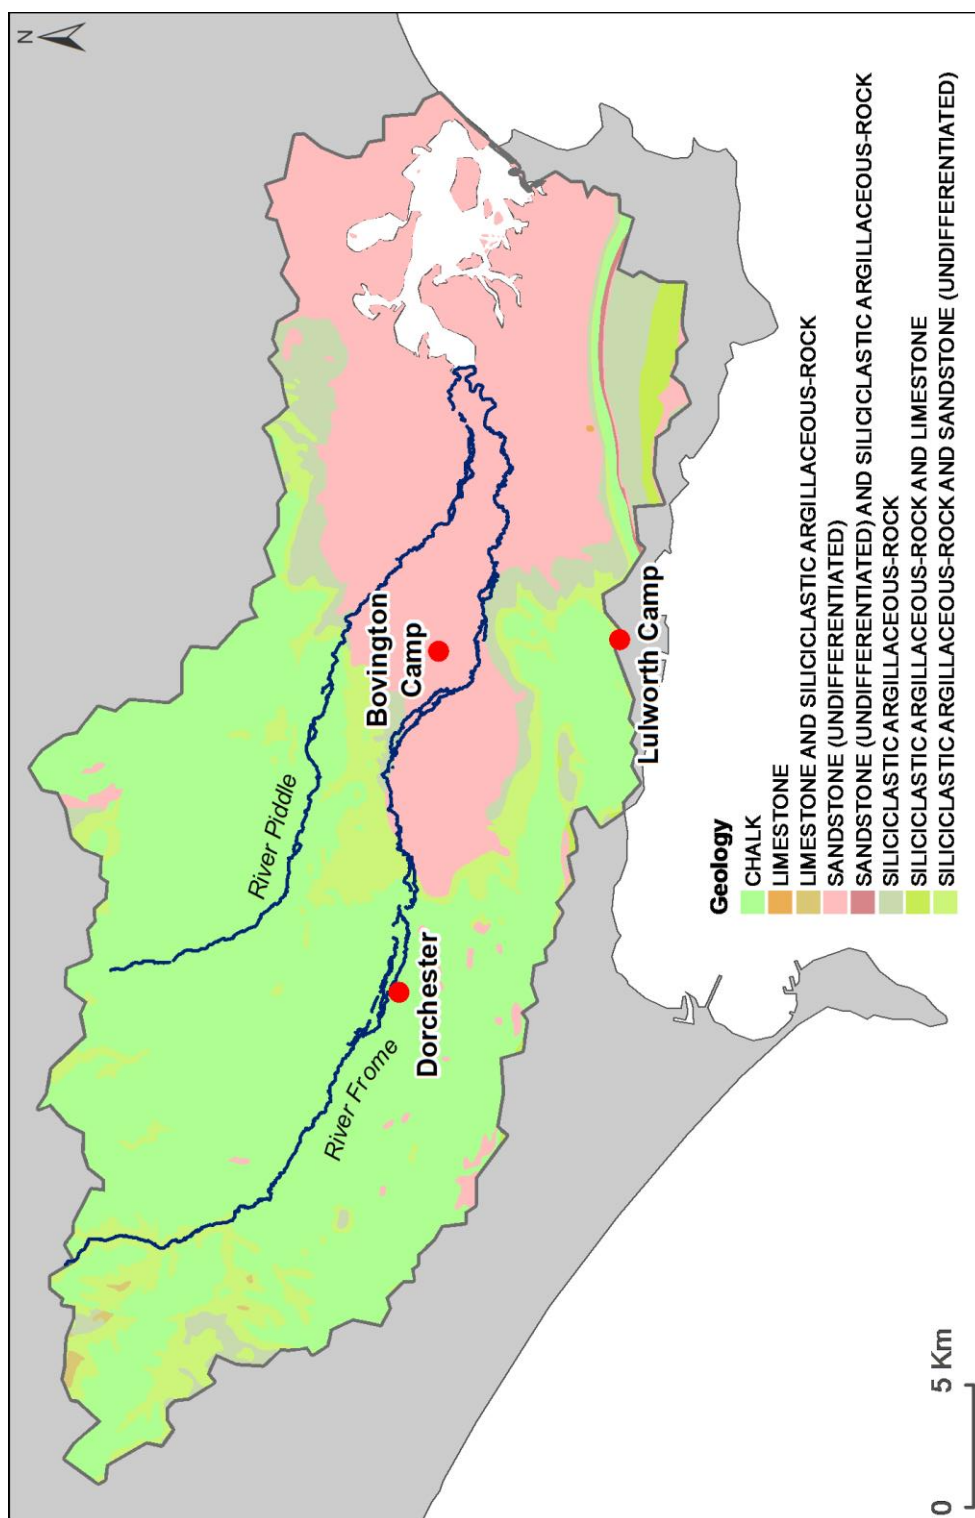 N
River Piddle
River Frome
Bovington
Camp
Dorchester
Lulworth Camp
Geology
CHALK
LIMESTONE
LIMESTONE AND SILICICLASTIC ARGILLACEOUS-ROCK
SANDSTONE (UNDIFFERENTIATED)
SANDSTONE (UNDIFFERENTIATED) AND SILICICLASTIC ARGILLACEOUS-ROCK
SILICICLASTIC ARGILLACEOUS-ROCK
SILICICLASTIC ARGILLACEOUS-ROCK AND LIMESTONE
SILICICLASTIC ARGILLACEOUS-ROCK AND SANDSTONE (UNDIFFERENTIATED)
0 5 Km